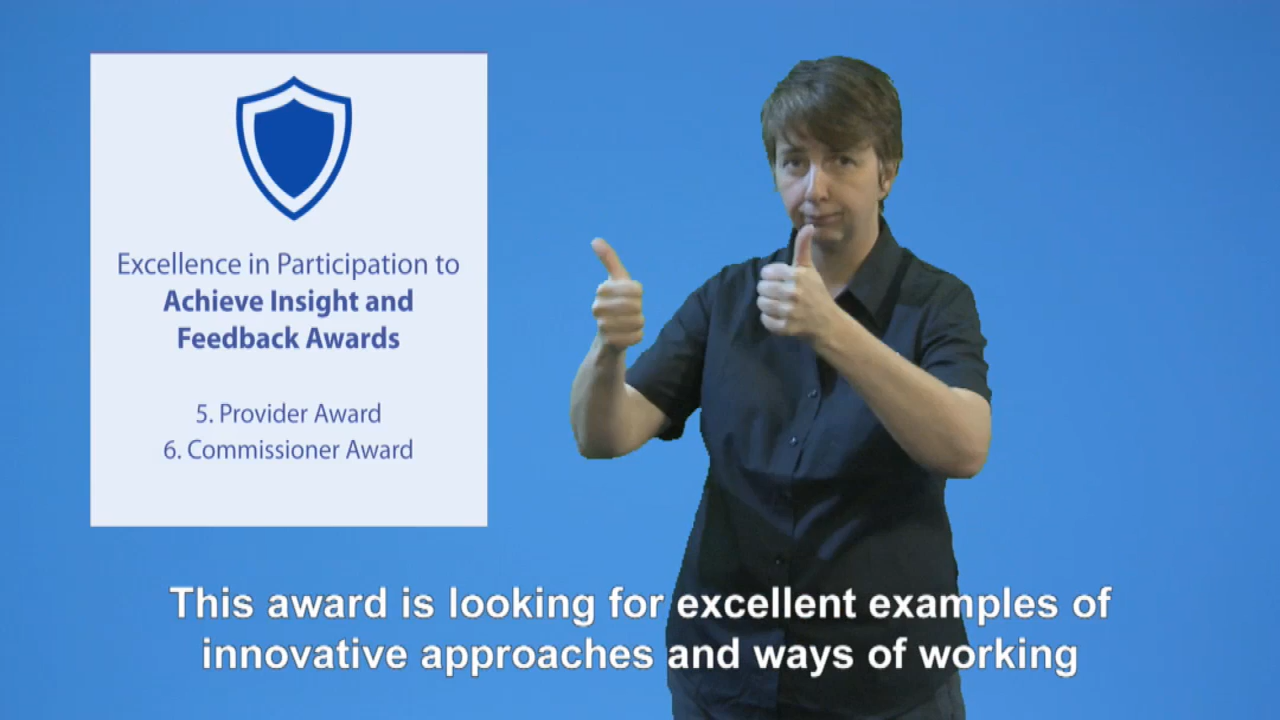 Excellence in Participation to
Achieve Insight and
Feedback Awards
5. Provider Award
6. Commissioner Award
This award is looking for excellent examples of
innovative approaches and ways of working